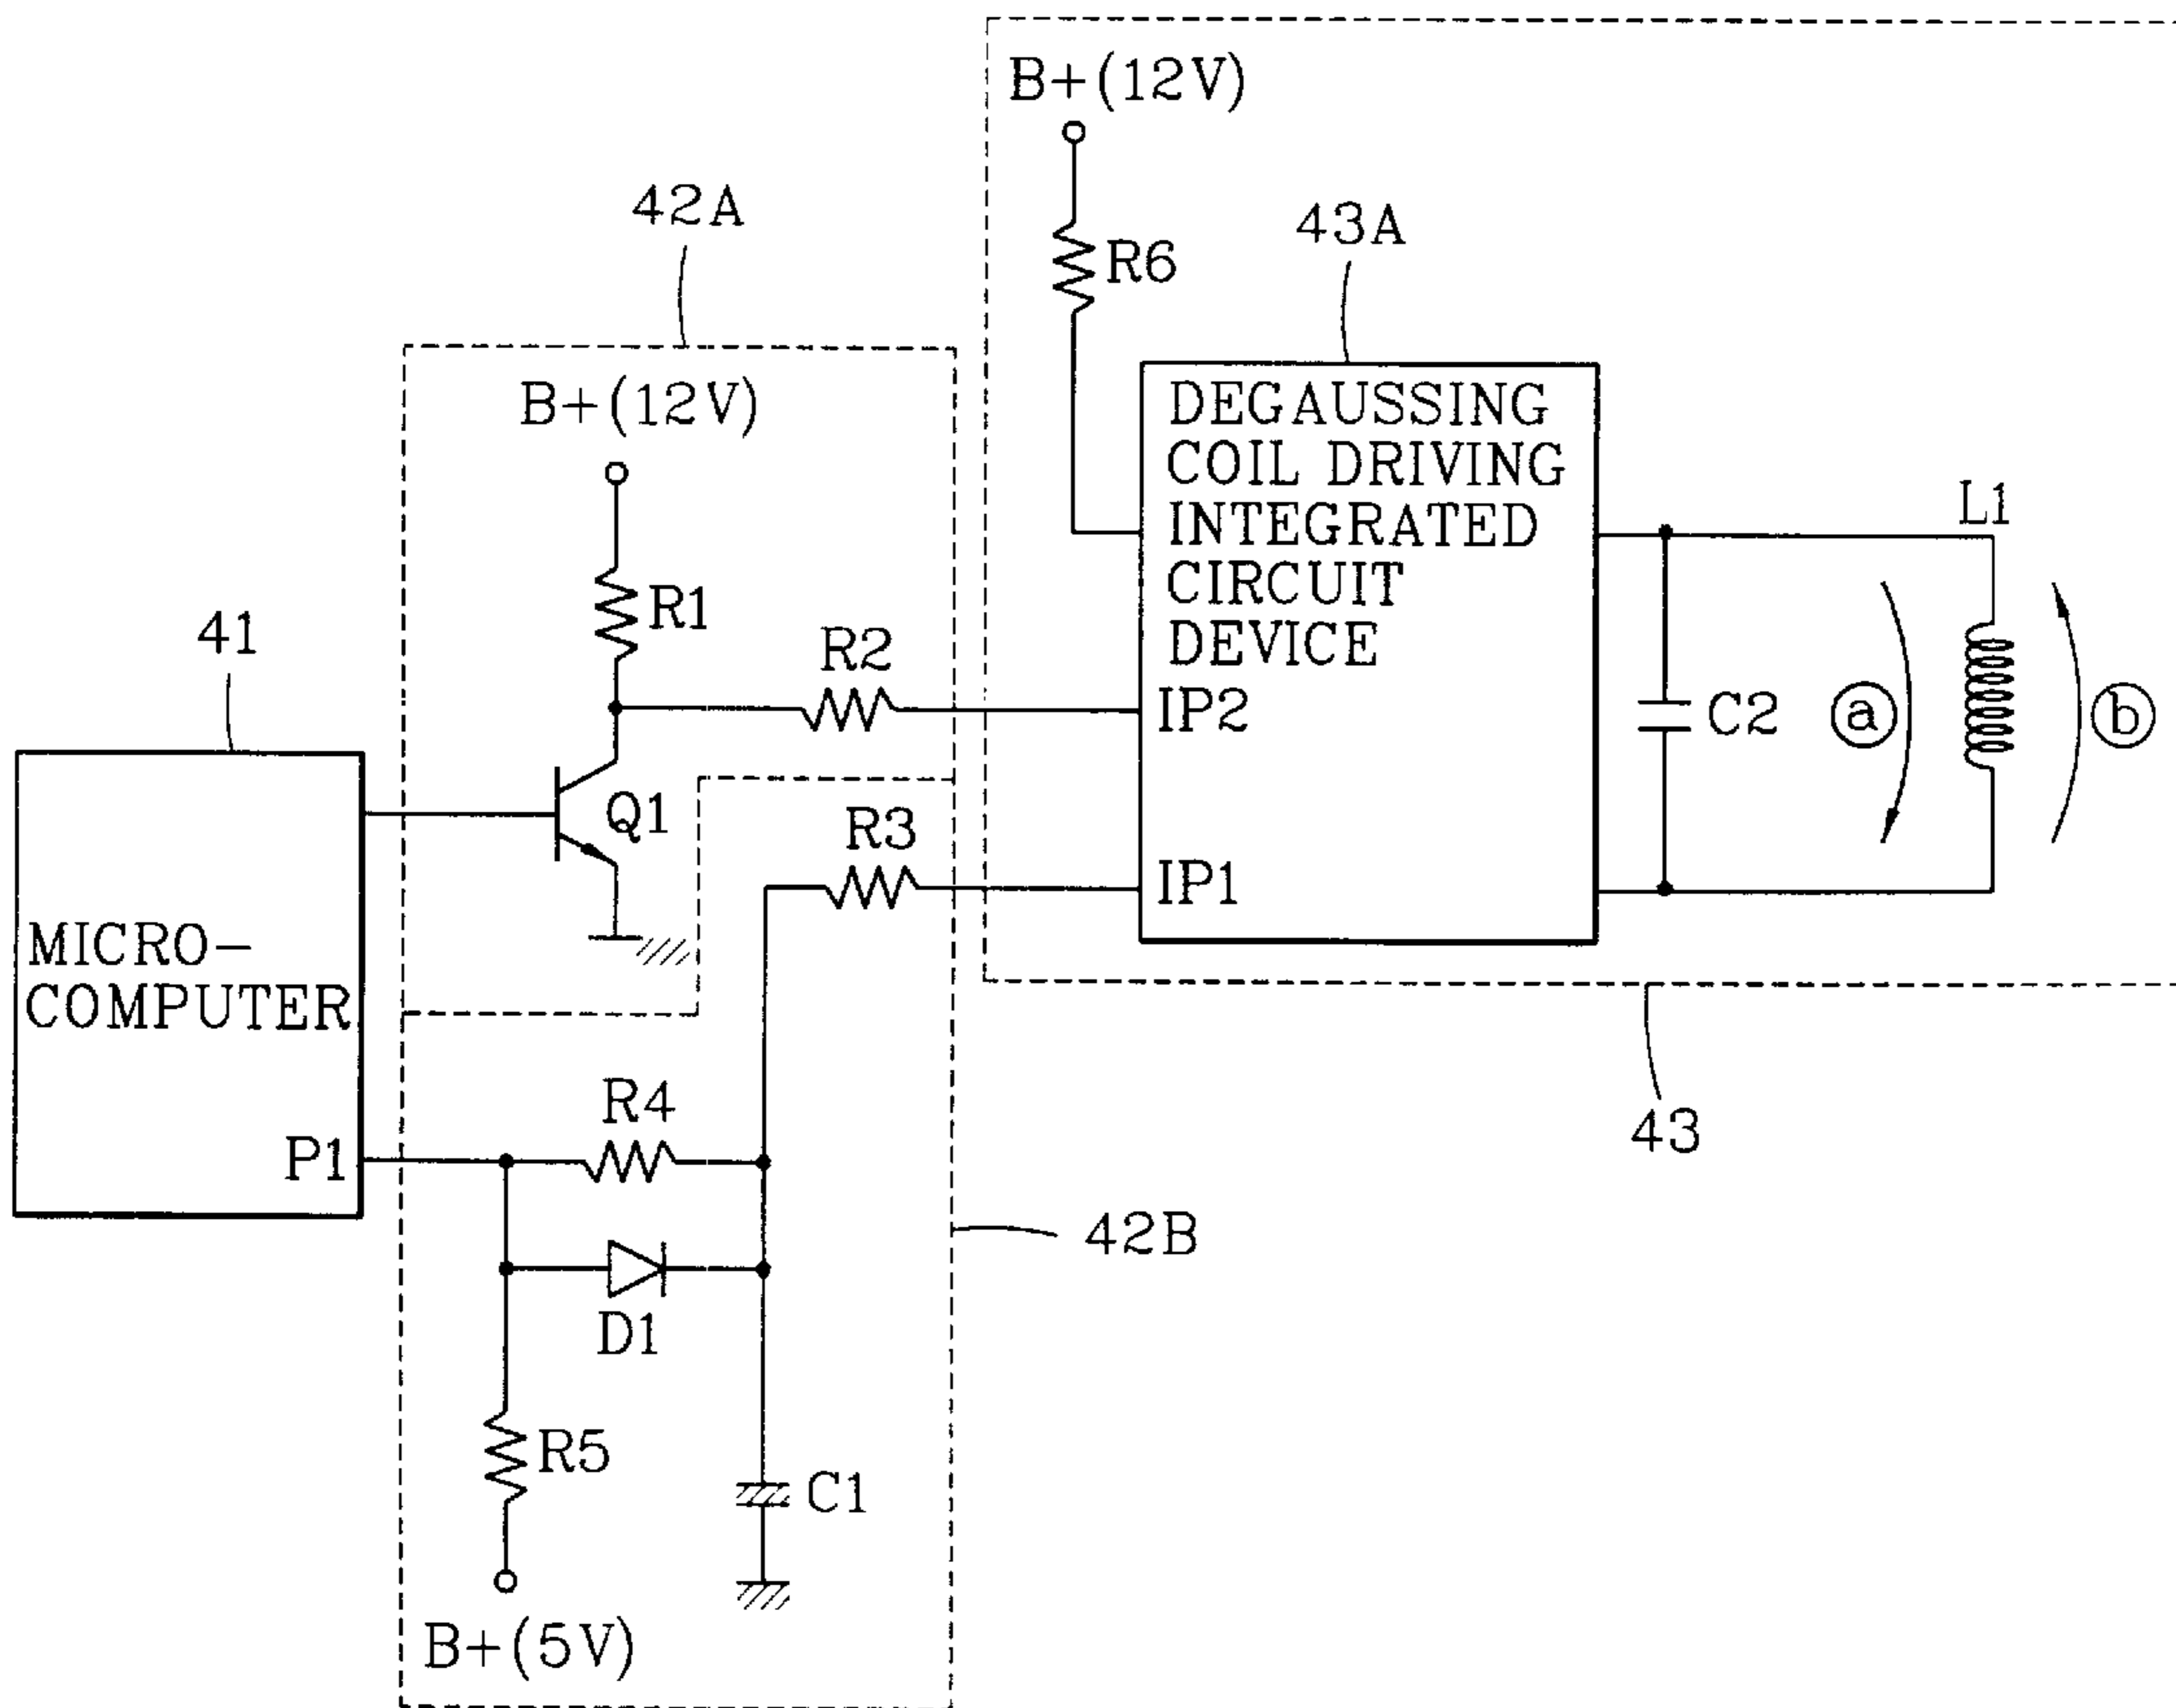 B+(12V)
42A
43A
R6
B+(12V)
DEGAUSSING
COIL DRIVING
INTEGRATED
CIRCUIT
DEVICE
L1
R1
41
R2
IP2
C2
a
b
Q1
R3
IP1
MICRO-
COMPUTER
R4
43
P1
42B
D1
R5
C1
B+(5V)